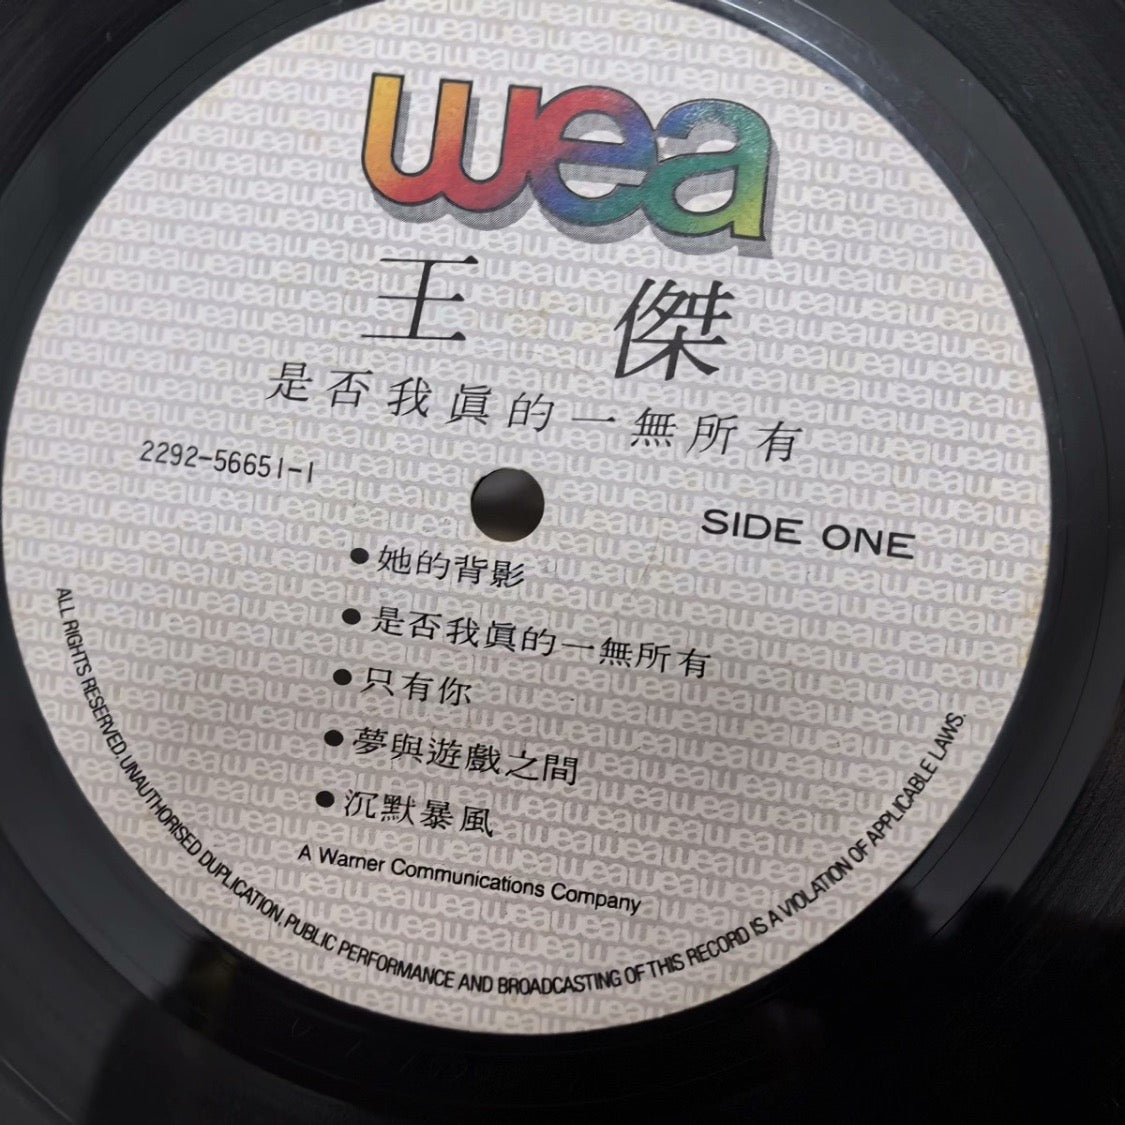 wea
王 傑
是否我眞的一無所有
2292-56651-1
SIDE ONE
●她的背影
●是否我眞的一無所有
●只有你
●夢與遊戲之間
●沉默暴風
A Warner Communications Company
ALL RIGHTS RESERVED. UNAUTHORISED DUPLICATION, PUBLIC PERFORMANCE AND BROADCASTING OF THIS RECORD IS A VIOLATION OF APPLICABLE LAWS.